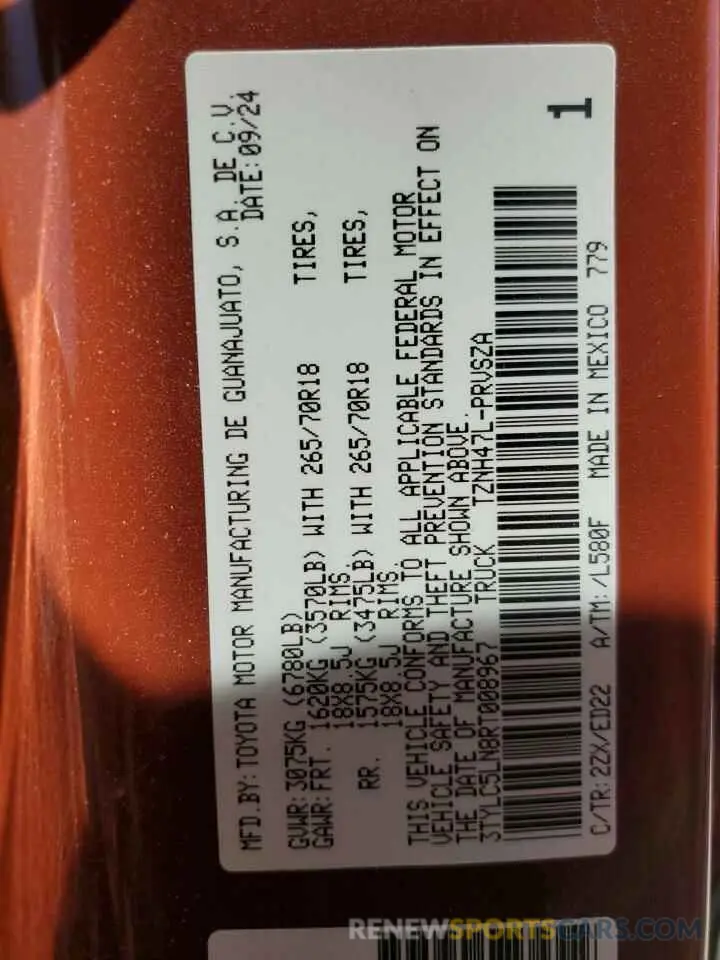 MFD.BY:TOYOTA MOTOR MANUFACTURING DE GUANAJUATO, S.A. DE C.V.
DATE:09/24
GVWR:3075KG (6780LB)
GAWR:FRT. 1620KG (3570LB) WITH 265/70R18 TIRES,
18X8.5J RIMS.
RR. 1575KG (3475LB) WITH 265/70R18 TIRES,
18X8.5J RIMS.
THIS VEHICLE CONFORMS TO ALL APPLICABLE FEDERAL MOTOR
VEHICLE SAFETY AND THEFT PREVENTION STANDARDS IN EFFECT ON
THE DATE OF MANUFACTURE SHOWN ABOVE.
3TYLC5LN8RT008967 TRUCK TZNH47L-PRVSZA
C/TR:2ZX/ED22 A/TM:/L580F MADE IN MEXICO 779
1
RENEWSPORTSCARS.COM